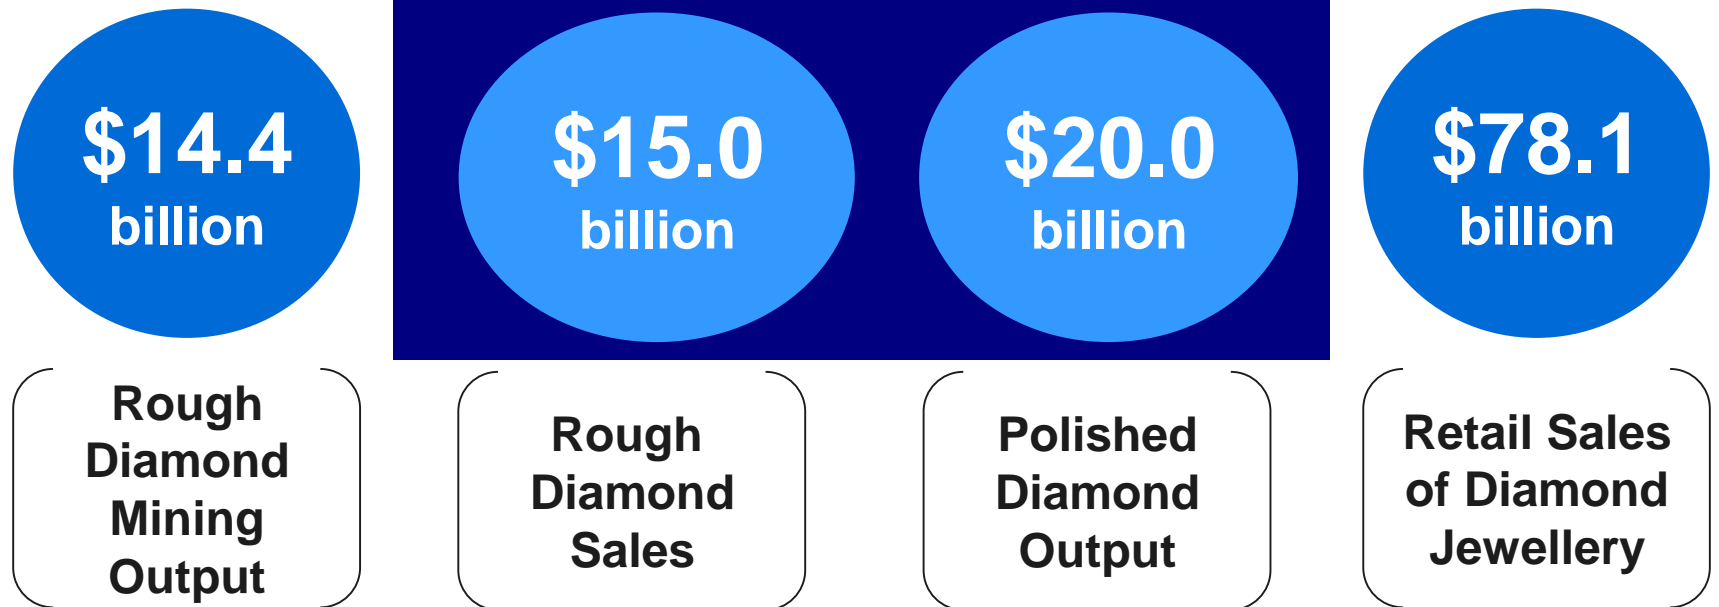 $14.4
billion
$15.0
billion
$20.0
billion
$78.1
billion
Rough
Diamond
Mining
Output
Rough
Diamond
Sales
Polished
Diamond
Output
Retail Sales
of Diamond
Jewellery